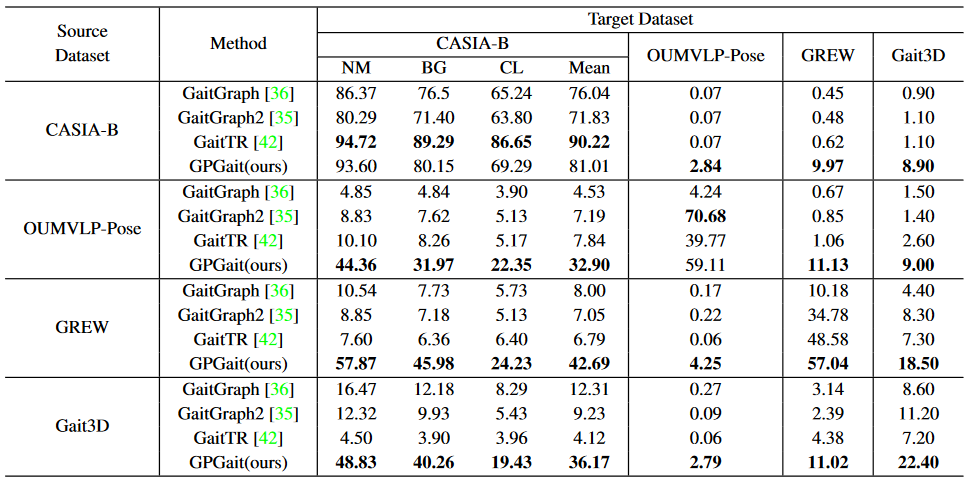 Source Dataset Method Target Dataset
CASIA-B OUMVLP-Pose GREW Gait3D
NM BG CL Mean
CASIA-B
GaitGraph [36] 86.37 76.5 65.24 76.04 0.07 0.45 0.90
GaitGraph2 [35] 80.29 71.40 63.80 71.83 0.07 0.48 1.10
GaitTR [42] 94.72 89.29 86.65 90.22 0.07 0.62 1.10
GPGait(ours) 93.60 80.15 69.29 81.01 2.84 9.97 8.90
OUMVLP-Pose
GaitGraph [36] 4.85 4.84 3.90 4.53 4.24 0.67 1.50
GaitGraph2 [35] 8.83 7.62 5.13 7.19 70.68 0.85 1.40
GaitTR [42] 10.10 8.26 5.17 7.84 39.77 1.06 2.60
GPGait(ours) 44.36 31.97 22.35 32.90 59.11 11.13 9.00
GREW
GaitGraph [36] 10.54 7.73 5.73 8.00 0.17 10.18 4.40
GaitGraph2 [35] 8.85 7.18 5.13 7.05 0.22 34.78 8.30
GaitTR [42] 7.60 6.36 6.40 6.79 0.06 48.58 7.30
GPGait(ours) 57.87 45.98 24.23 42.69 4.25 57.04 18.50
Gait3D
GaitGraph [36] 16.47 12.18 8.29 12.31 0.27 3.14 8.60
GaitGraph2 [35] 12.32 9.93 5.43 9.23 0.09 2.39 11.20
GaitTR [42] 4.50 3.90 3.96 4.12 0.06 4.38 7.20
GPGait(ours) 48.83 40.26 19.43 36.17 2.79 11.02 22.40